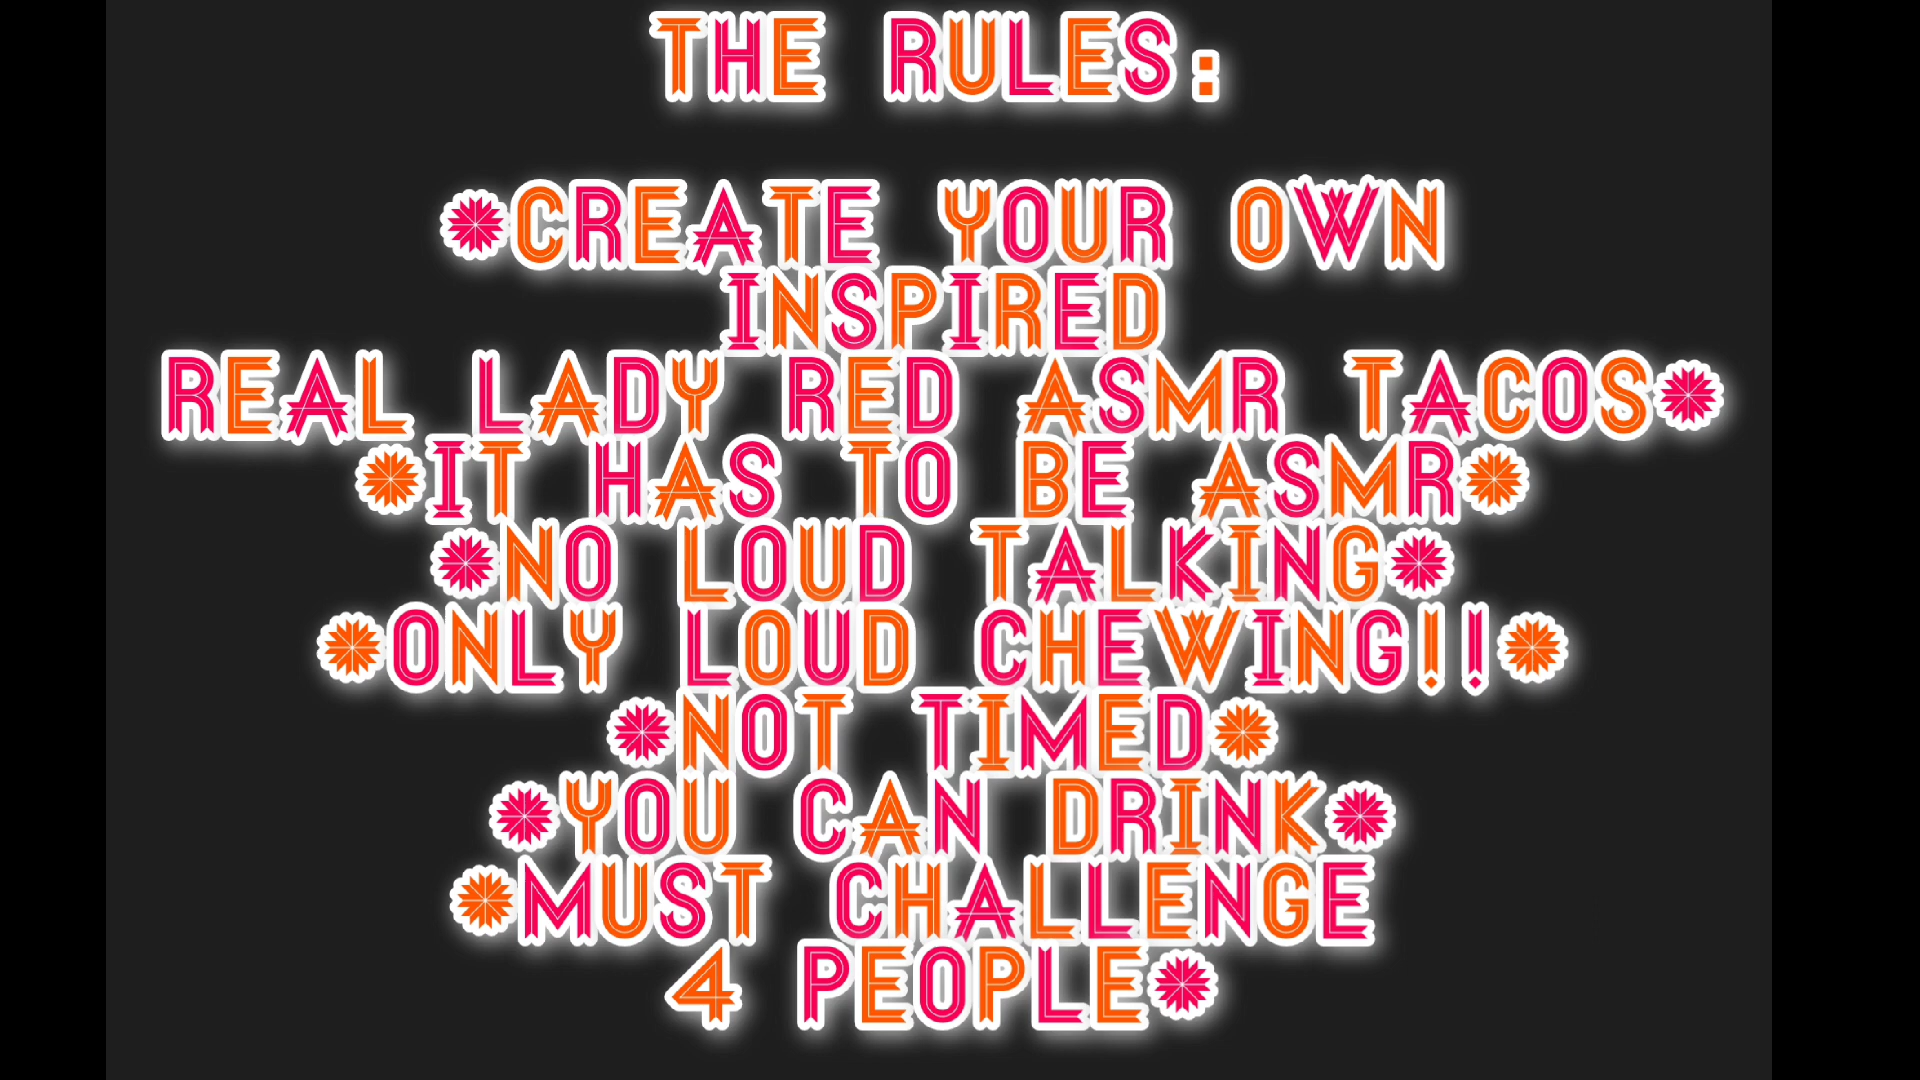 THE RULES:
*CREATE YOUR OWN
INSPIRED
REAL LADY RED ASMR TACOS*
*IT HAS TO BE ASMR*
*NO LOUD TALKING*
*ONLY LOUD CHEWING!!*
*NOT TIMED*
*YOU CAN DRINK*
*MUST CHALLENGE
4 PEOPLE*